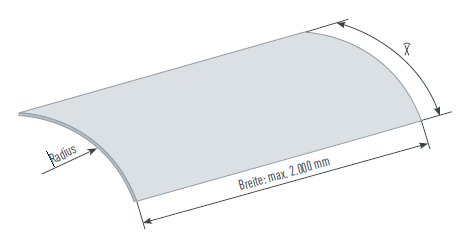 x̂
Radius
Breite: max. 2.000 mm